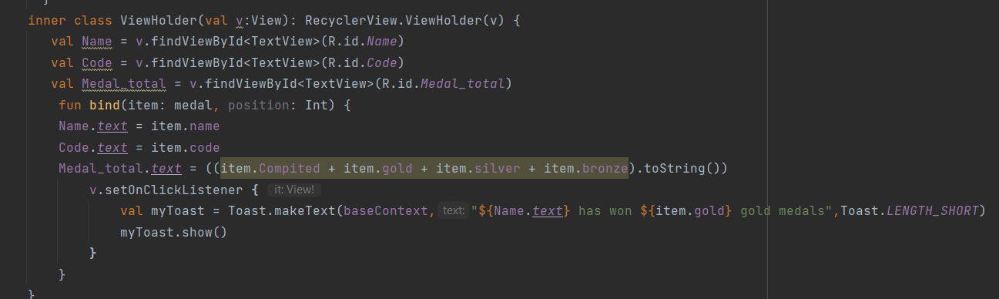 }
inner class ViewHolder(val v:View): RecyclerView.ViewHolder(v) {
val Name = v.findViewById<TextView>(R.id.Name)
val Code = v.findViewById<TextView>(R.id.Code)
val Medal_total = v.findViewById<TextView>(R.id.Medal_total)
fun bind(item: medal, position: Int) {
Name.text = item.name
Code.text = item.code
Medal_total.text = ((item.Compited + item.gold + item.silver + item.bronze).toString())
v.setOnClickListener { it: View!
val myToast = Toast.makeText(baseContext, text: "${Name.text} has won ${item.gold} gold medals",Toast.LENGTH_SHORT)
myToast.show()
}
}
}